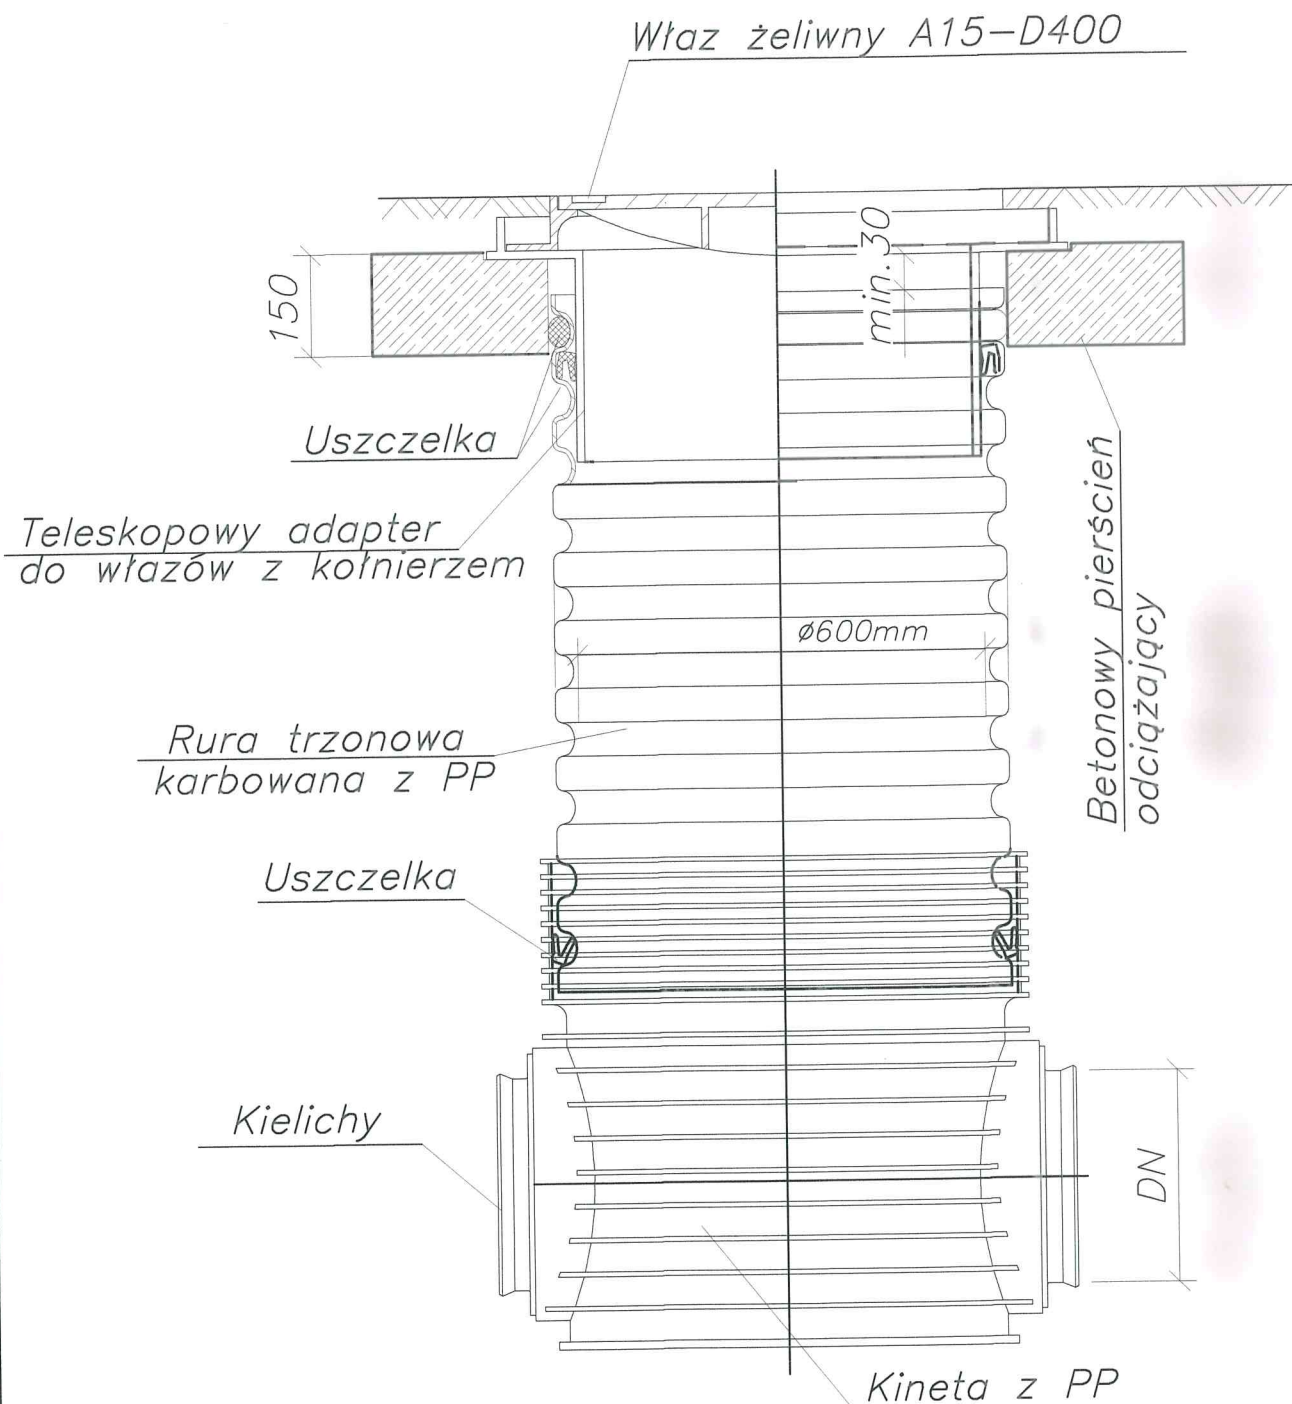 Właz żeliwny A15-D400
150
min. 30
Uszczelka
Teleskopowy adapter
do włazów z kołnierzem
Betonowy pierścień
odciążający
ø600mm
Rura trzonowa
karbowana z PP
Uszczelka
Kielichy
DN
Kineta z PP